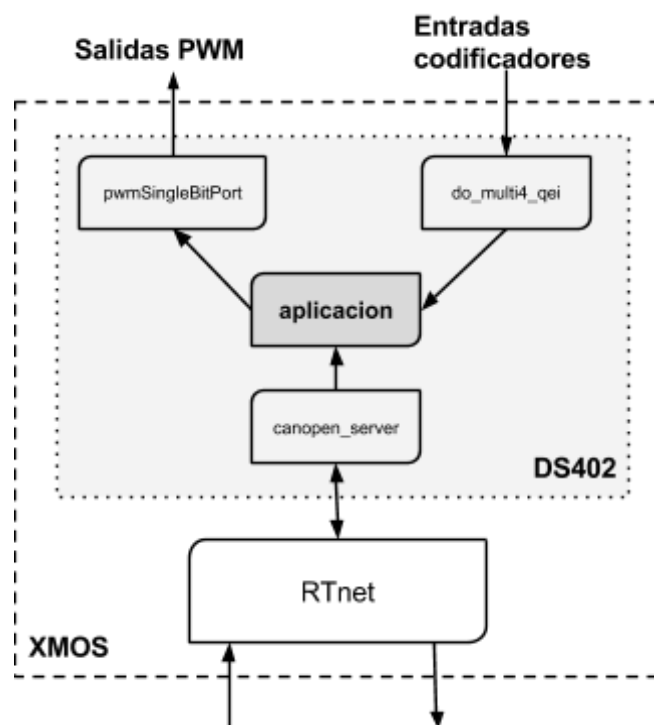 Salidas PWM
Entradas
codificadores
pwmSingleBitPort
do_multi4_qei
aplicacion
canopen_server
DS402
RTnet
XMOS